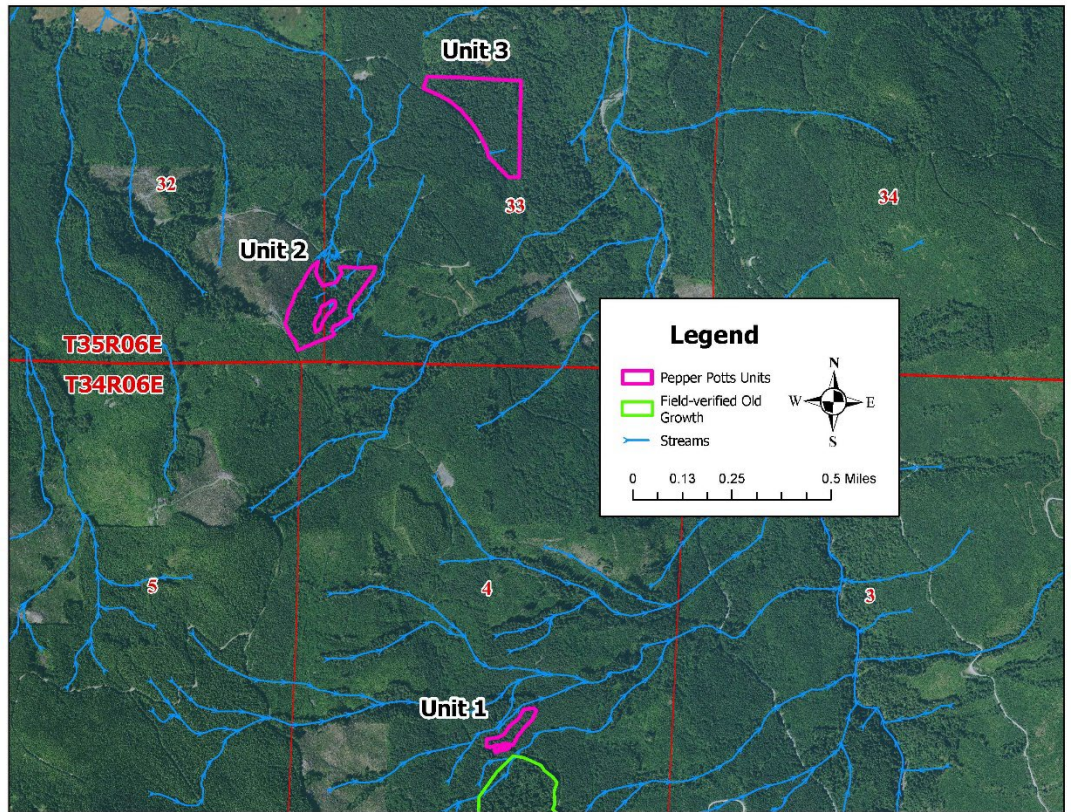 Unit 3
32
33
34
Unit 2
T35R06E
T34R06E
Legend
Pepper Potts Units
Field-verified Old
Growth
Streams
N
W E
S
0 0.13 0.25 0.5 Miles
5
4
3
Unit 1